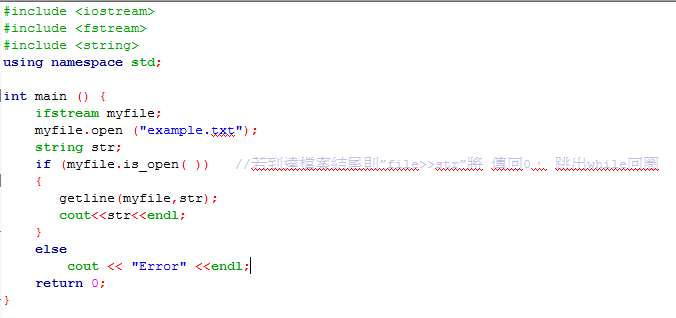 #include <iostream>
#include <fstream>
#include <string>
using namespace std;
int main () {
ifstream myfile;
myfile.open ("example.txt");
string str;
if (myfile.is_open( )) //若到達檔案結尾則”file>>str”將 傳回0， 跳出while回圈
{
getline(myfile,str);
cout<<str<<endl;
}
else
cout << "Error" <<endl;
return 0;
}